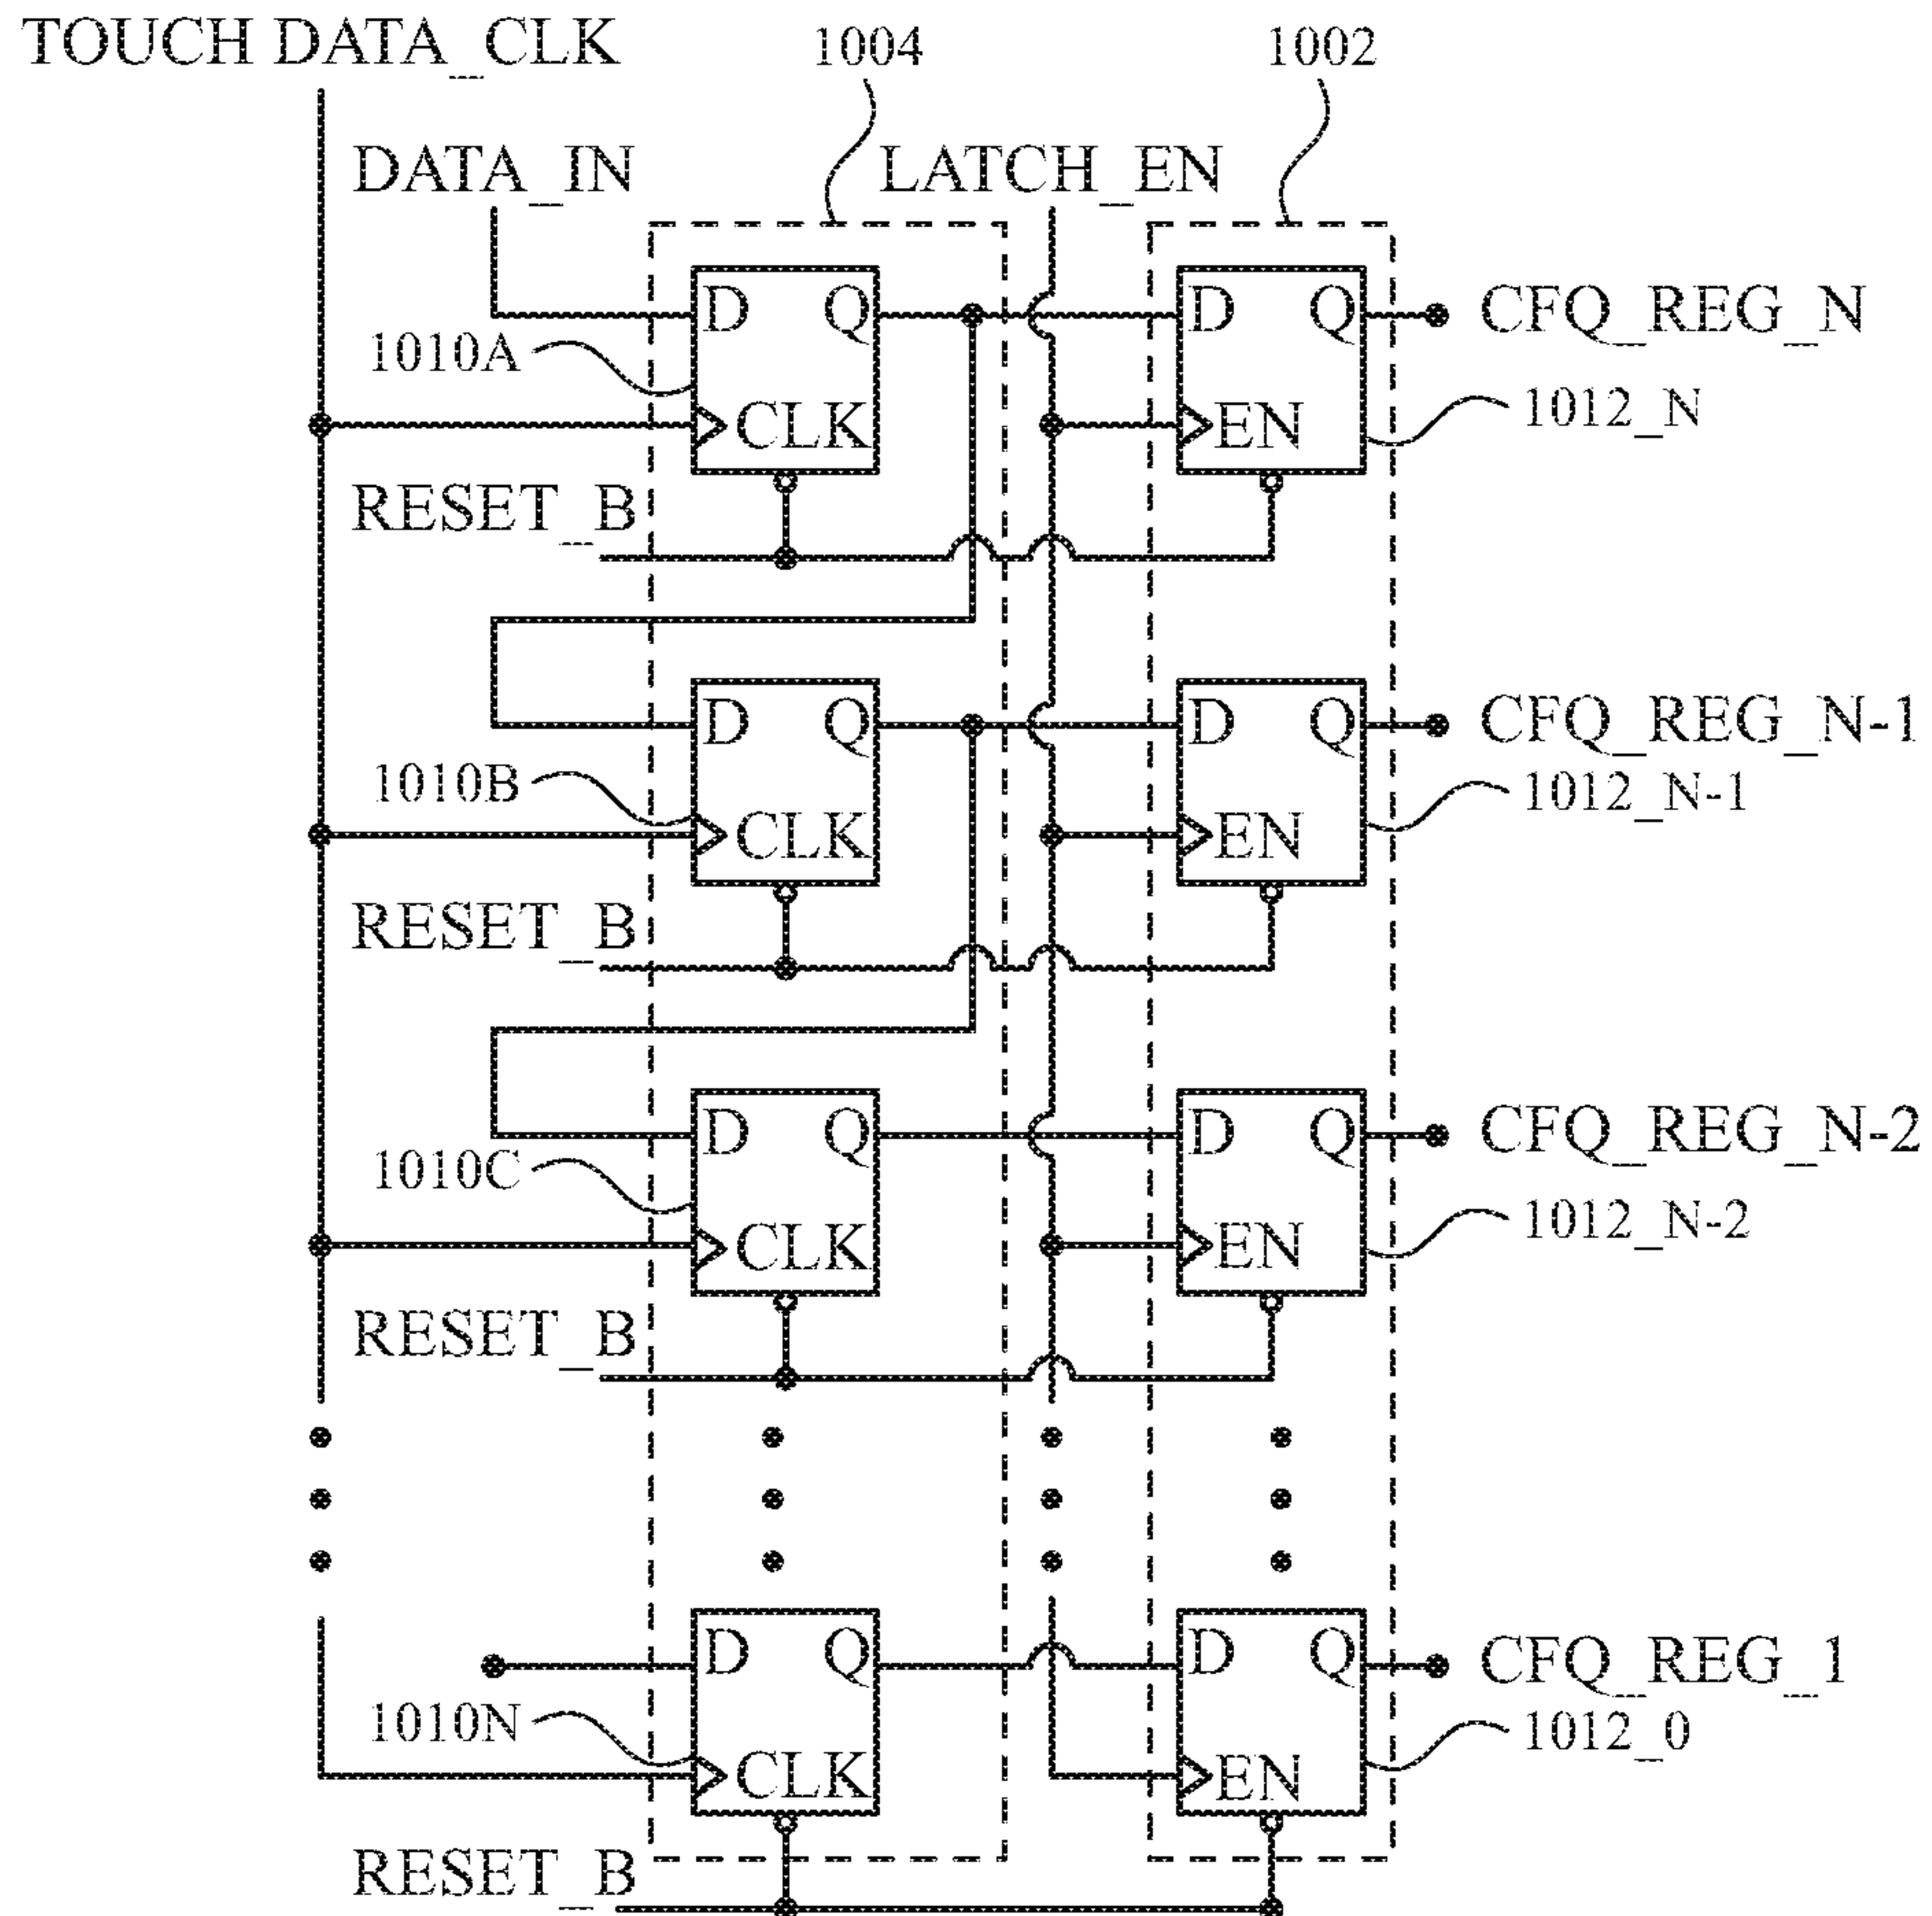 TOUCH DATA_CLK
1004
1002
DATA_IN
LATCH_EN
D Q
D Q
CFQ_REG_N
1010A
CLK
EN
1012_N
RESET_B
D Q
D Q
CFQ_REG_N-1
1010B
CLK
EN
1012_N-1
RESET_B
D Q
D Q
CFQ_REG_N-2
1010C
CLK
EN
1012_N-2
RESET_B
D Q
D Q
CFQ_REG_1
1010N
CLK
EN
1012_0
RESET_B